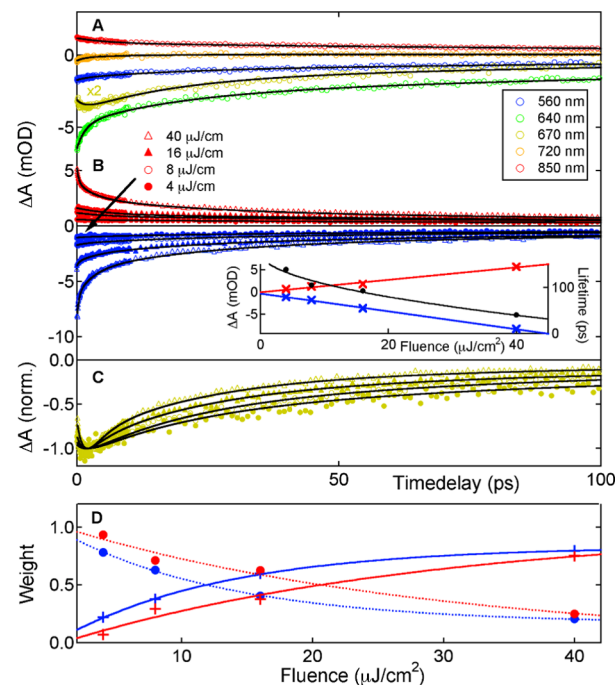 A
0
x2
-5
ΔA (mOD)
560 nm
640 nm
670 nm
720 nm
850 nm
40 μJ/cm
16 μJ/cm
8 μJ/cm
4 μJ/cm
B
5
0
-5
-10
ΔA (mOD)
5
0
-5
0
20
40
Fluence (μJ/cm²)
100
0
Lifetime (ps)
C
0.0
-0.5
-1.0
ΔA (norm.)
0
50
100
Timedelay (ps)
D
1.0
0.5
0.0
Weight
10
20
30
40
Fluence (μJ/cm²)